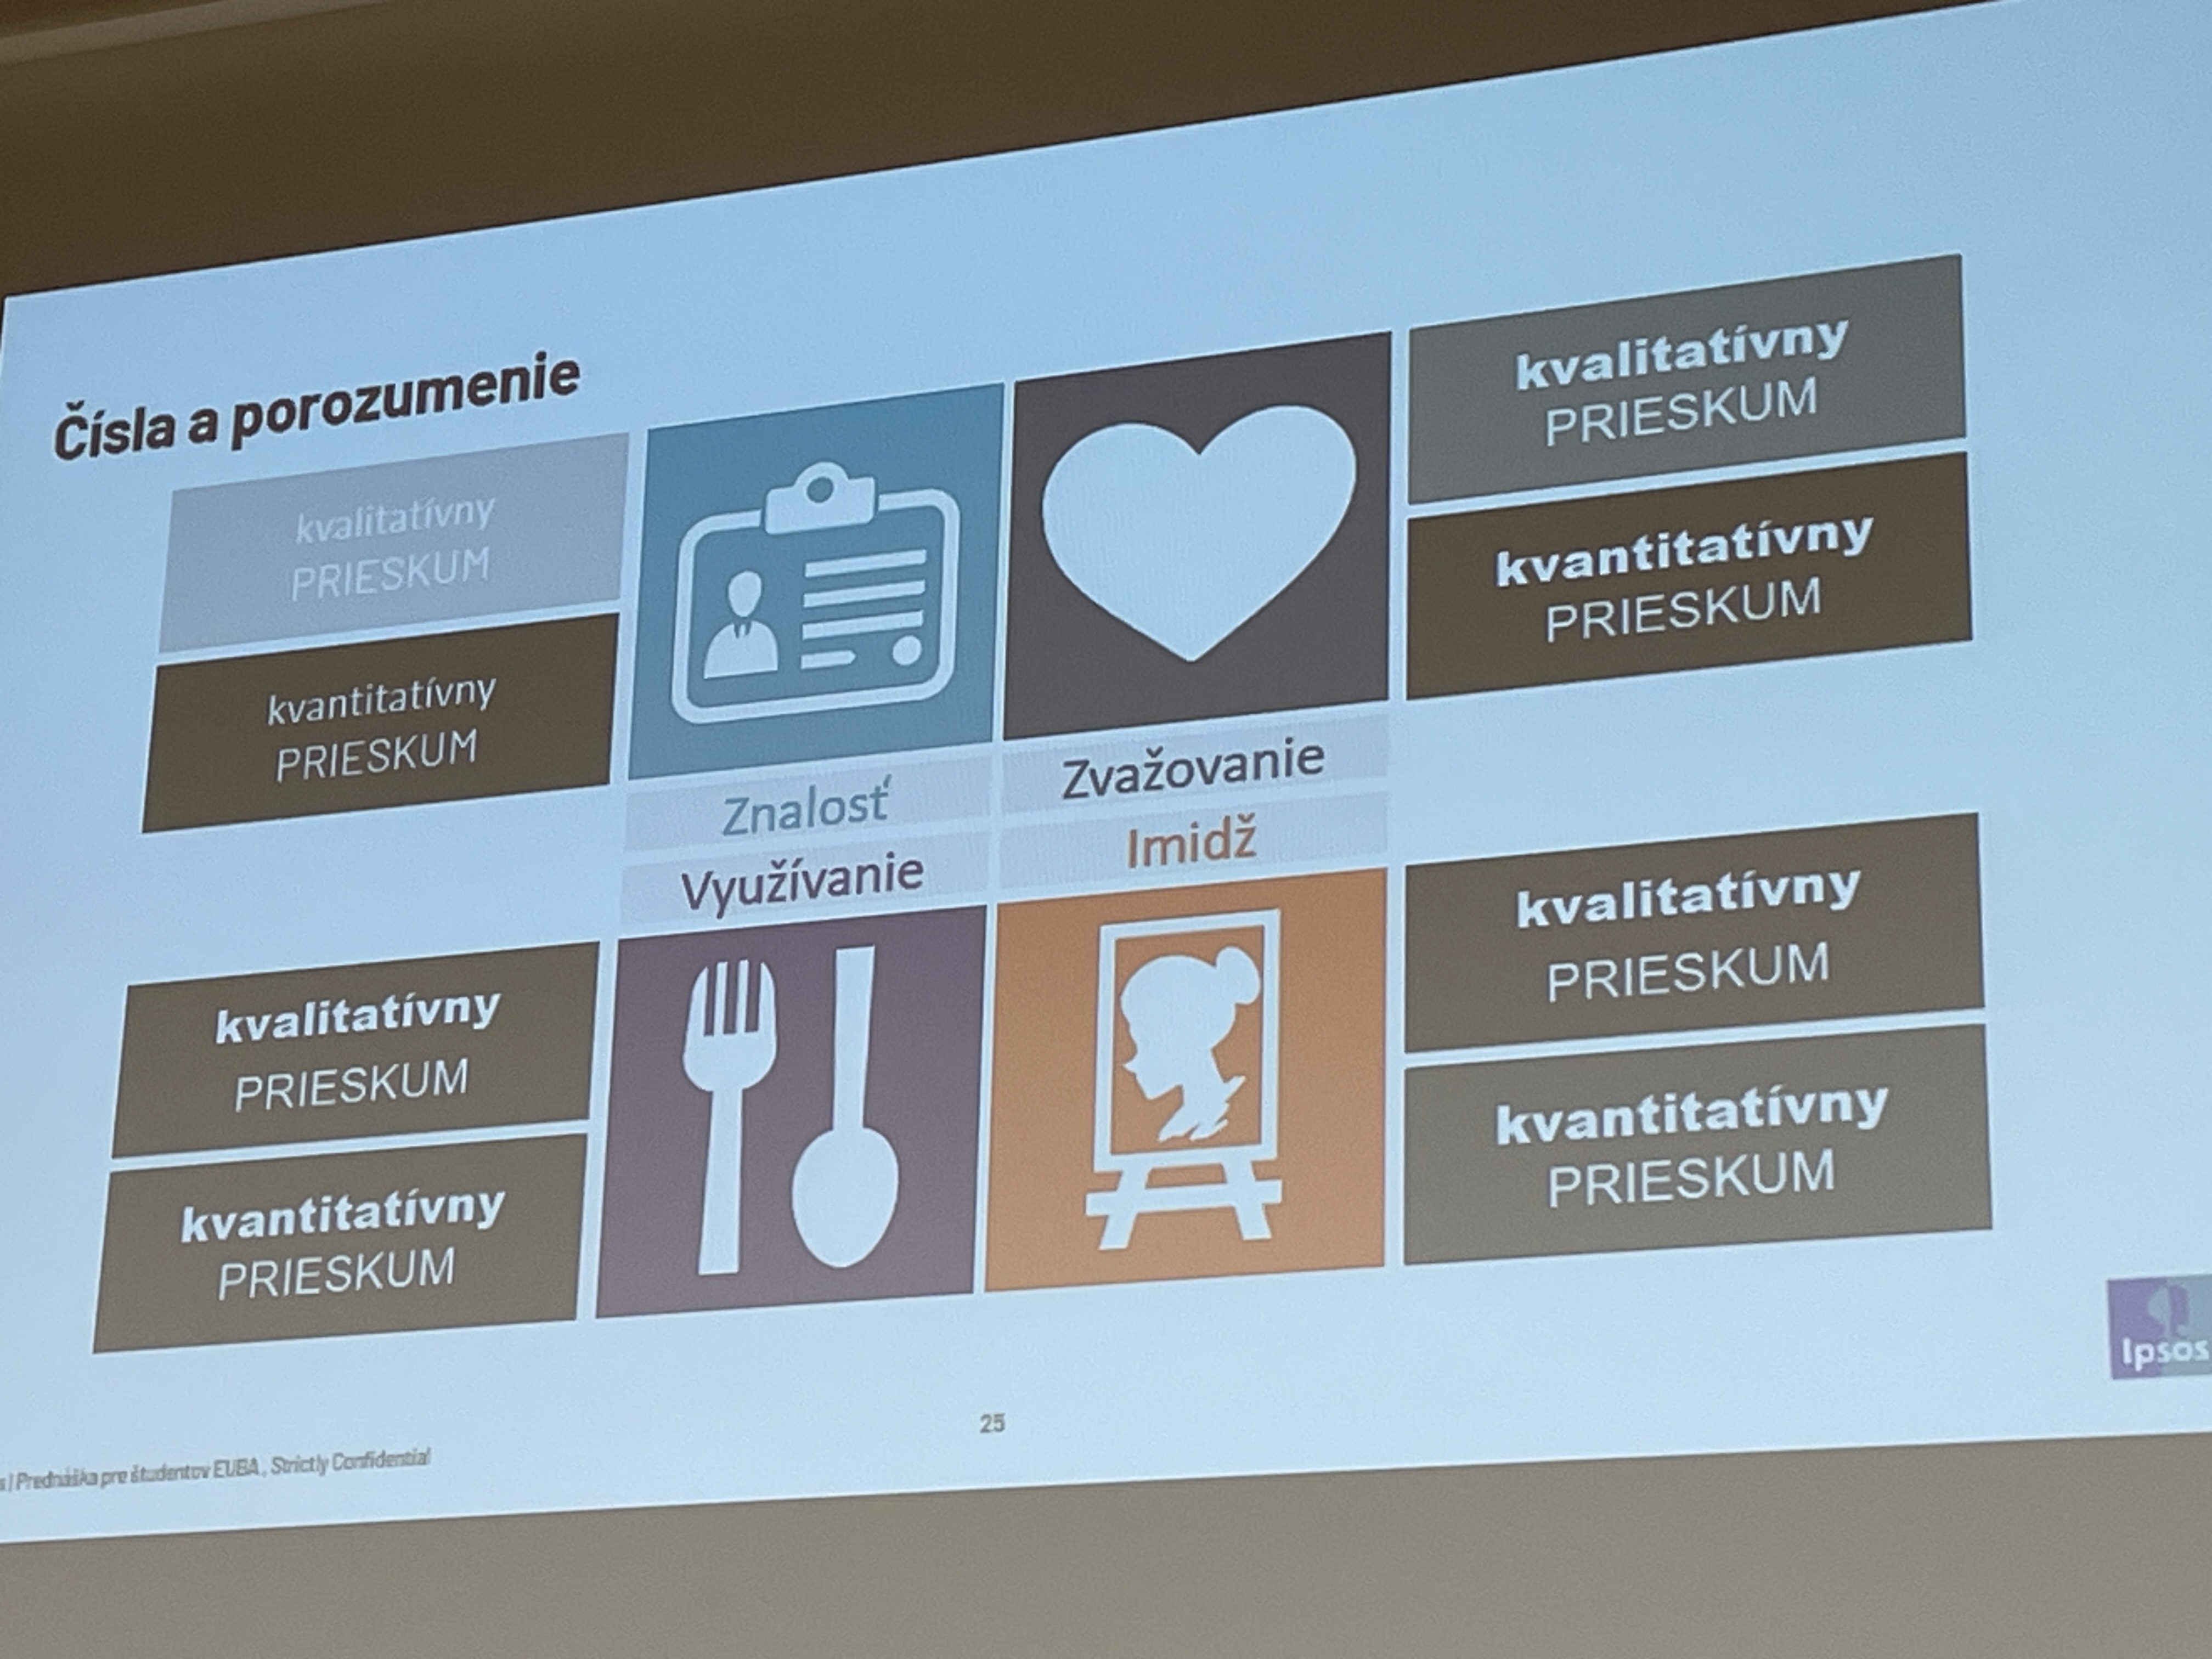 Čísla a porozumenie
kvalitatívny
PRIESKUM
kvantitatívny
PRIESKUM
kvalitatívny
PRIESKUM
kvantitatívny
PRIESKUM
Znalosť
Zvažovanie
Využívanie
Imidž
kvalitatívny
PRIESKUM
kvantitatívny
PRIESKUM
kvalitatívny
PRIESKUM
kvantitatívny
PRIESKUM
Ipsos
25
| Prednáška pre študentov EUBA , Strictly Confidential